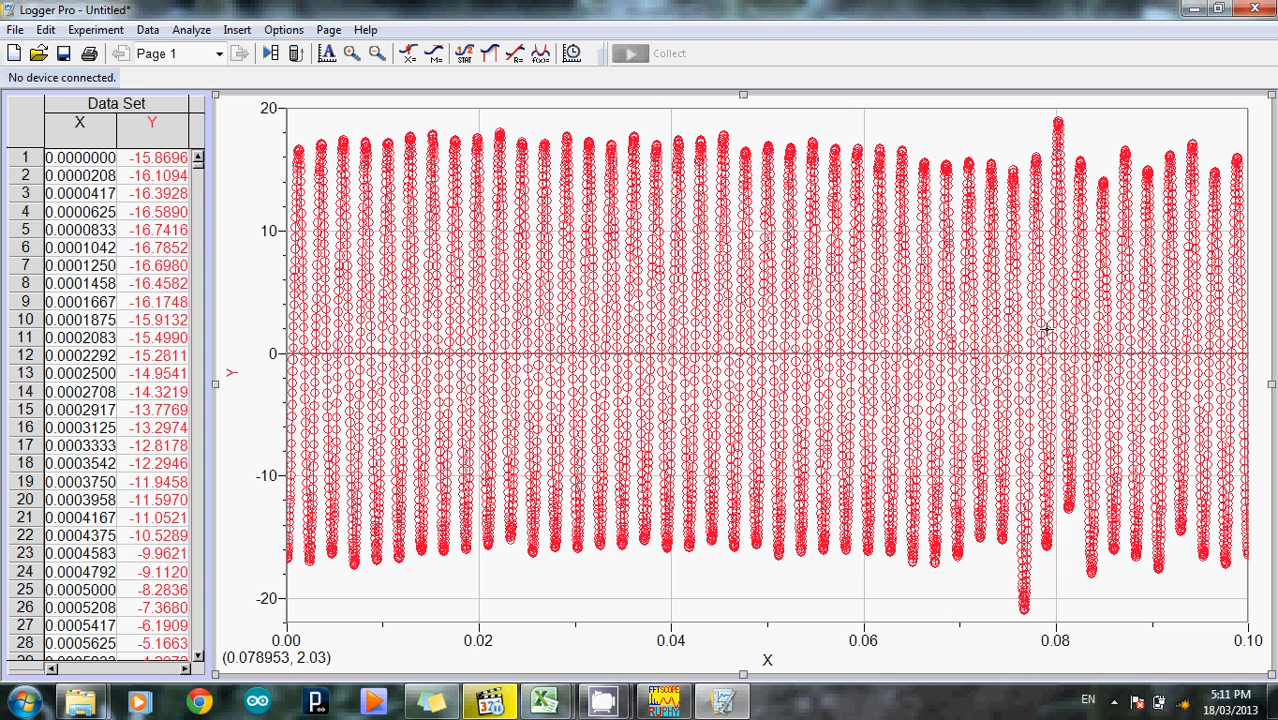 Logger Pro - Untitled*
File Edit Experiment Data Analyze Insert Options Page Help
Page 1 Collect
No device connected.
Data Set
X Y
1 0.0000000 -15.8696
2 0.0000208 -16.1094
3 0.0000417 -16.3928
4 0.0000625 -16.5890
5 0.0000833 -16.7416
6 0.0001042 -16.7852
7 0.0001250 -16.6980
8 0.0001458 -16.4582
9 0.0001667 -16.1748
10 0.0001875 -15.9132
11 0.0002083 -15.4990
12 0.0002292 -15.2811
13 0.0002500 -14.9541
14 0.0002708 -14.3219
15 0.0002917 -13.7769
16 0.0003125 -13.2974
17 0.0003333 -12.8178
18 0.0003542 -12.2946
19 0.0003750 -11.9458
20 0.0003958 -11.5970
21 0.0004167 -11.0521
22 0.0004375 -10.5289
23 0.0004583 -9.9621
24 0.0004792 -9.1120
25 0.0005000 -8.2836
26 0.0005208 -7.3680
27 0.0005417 -6.1909
28 0.0005625 -5.1663
20
10
0
-10
-20
Y
0.00 0.02 0.04 0.06 0.08 0.10
(0.078953, 2.03)
X
EN
5:11 PM
18/03/2013